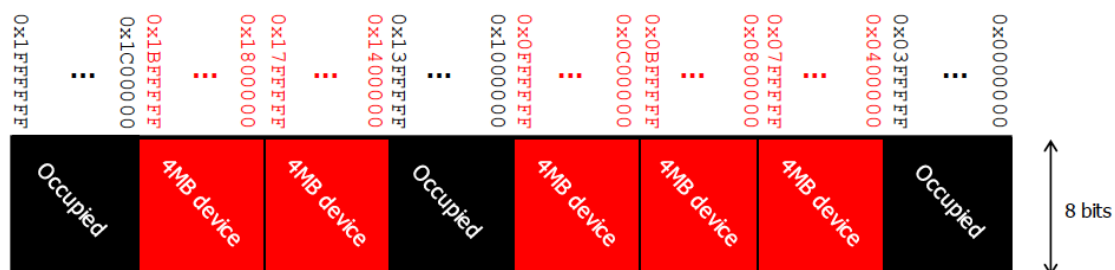 0x1FFFFFF
...
0x1C00000
0x1BFFFFF
...
0x1800000
0x17FFFFF
...
0x1400000
0x13FFFFF
...
0x1000000
0x0FFFFFF
...
0x0C00000
0x0BFFFFF
...
0x0800000
0x07FFFFF
...
0x0400000
0x03FFFFF
...
0x0000000
Occupied
4MB device
4MB device
Occupied
4MB device
4MB device
4MB device
Occupied
8 bits